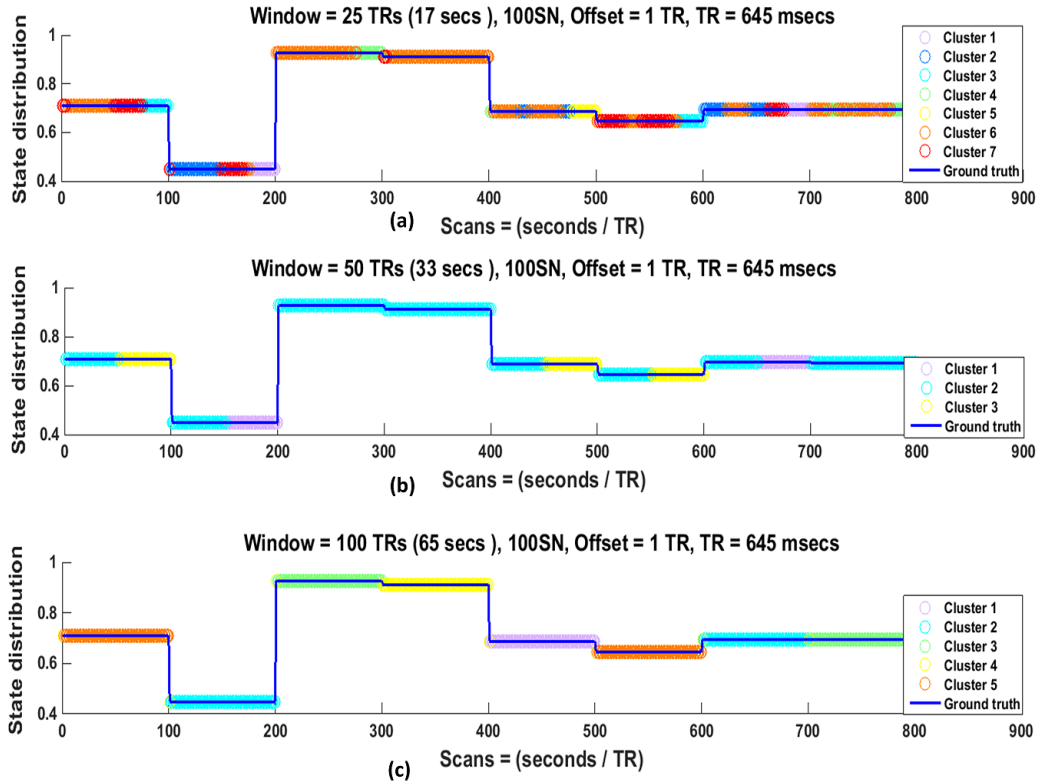 Window = 25 TRs (17 secs ), 100SN, Offset = 1 TR, TR = 645 msecs
State distribution
1
0.8
0.6
0.4
0 100 200 300 400 500 600 700 800 900
Cluster 1
Cluster 2
Cluster 3
Cluster 4
Cluster 5
Cluster 6
Cluster 7
Ground truth
(a)
Scans = (seconds / TR)
Window = 50 TRs (33 secs ), 100SN, Offset = 1 TR, TR = 645 msecs
State distribution
1
0.8
0.6
0.4
0 100 200 300 400 500 600 700 800 900
Cluster 1
Cluster 2
Cluster 3
Ground truth
(b)
Scans = (seconds / TR)
Window = 100 TRs (65 secs ), 100SN, Offset = 1 TR, TR = 645 msecs
State distribution
1
0.8
0.6
0.4
0 100 200 300 400 500 600 700 800 900
Cluster 1
Cluster 2
Cluster 3
Cluster 4
Cluster 5
Ground truth
(c)
Scans = (seconds / TR)